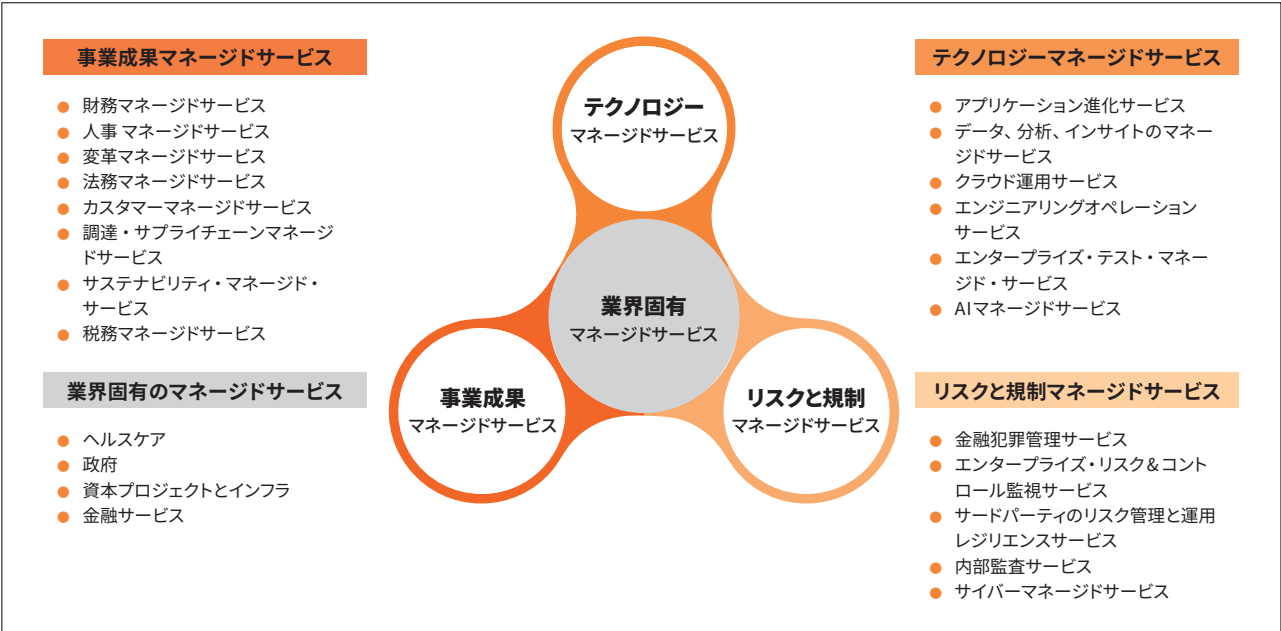 事業成果マネージドサービス
財務マネージドサービス
人事 マネージドサービス
変革マネージドサービス
法務マネージドサービス
カスタマーマネージドサービス
調達・サプライチェーンマネージ
ドサービス
サステナビリティ・マネージド・
サービス
税務マネージドサービス
業界固有のマネージドサービス
ヘルスケア
政府
資本プロジェクトとインフラ
金融サービス
テクノロジー
マネージドサービス
業界固有
マネージドサービス
事業成果
マネージドサービス
リスクと規制
マネージドサービス
テクノロジーマネージドサービス
アプリケーション進化サービス
データ、分析、インサイトのマネー
ジドサービス
クラウド運用サービス
エンジニアリングオペレーション
サービス
エンタープライズ・テスト・マネー
ジド・サービス
AIマネージドサービス
リスクと規制マネージドサービス
金融犯罪管理サービス
エンタープライズ・リスク&コント
ロール監視サービス
サードパーティのリスク管理と運用
レジリエンスサービス
内部監査サービス
サイバーマネージドサービス